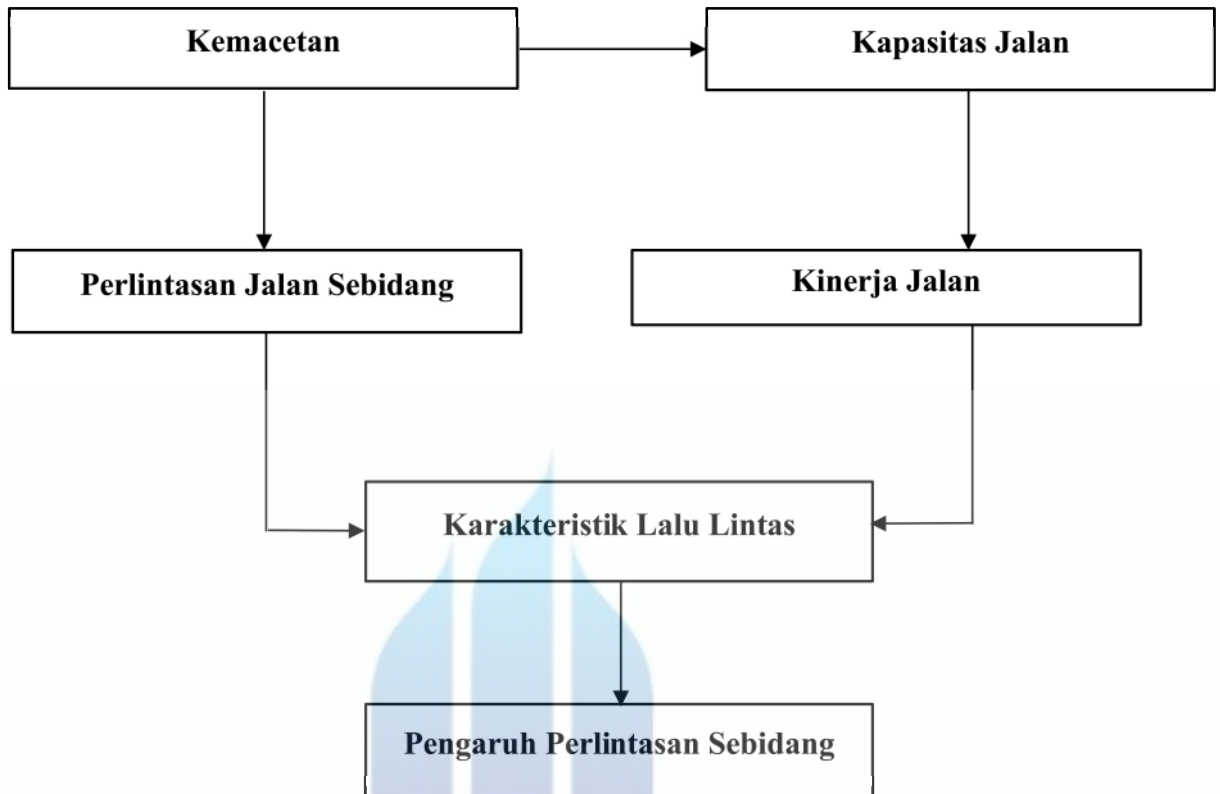 Kemacetan
Kapasitas Jalan
Perlintasan Jalan Sebidang
Kinerja Jalan
Karakteristik Lalu Lintas
Pengaruh Perlintasan Sebidang